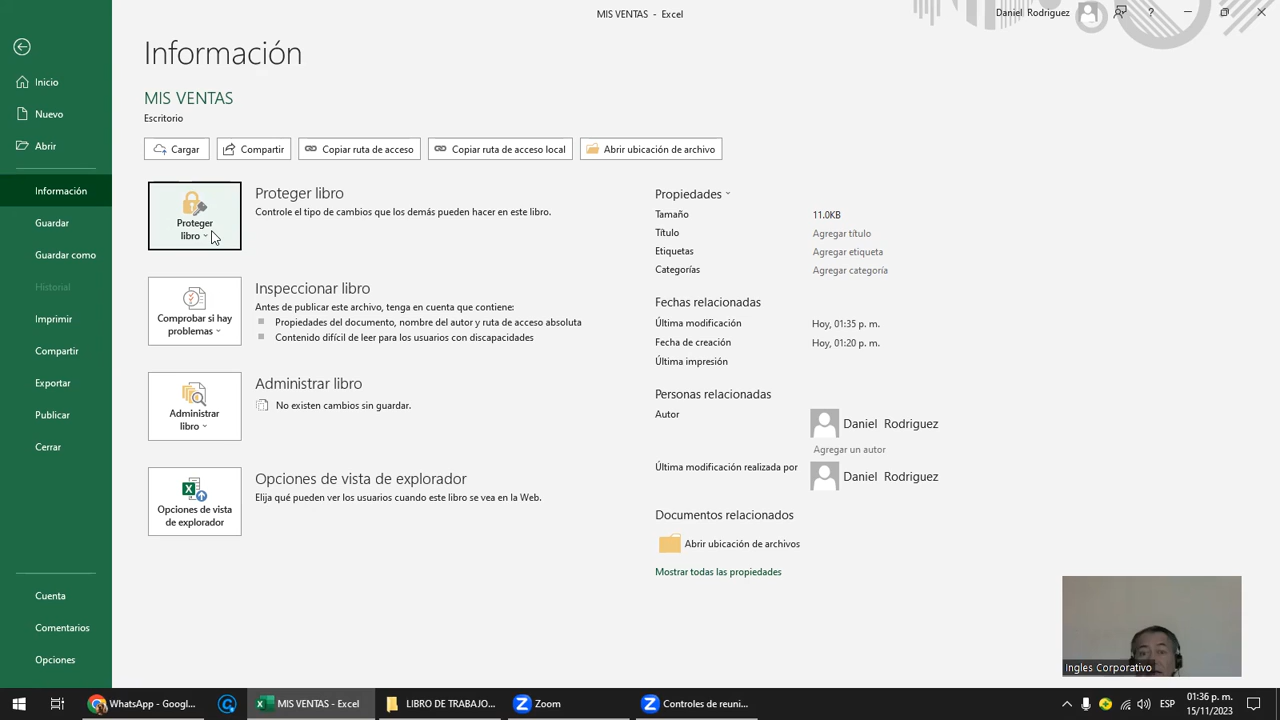 MIS VENTAS - Excel
Daniel Rodriguez
?
Información
Inicio
Nuevo
Abrir
Información
Guardar
Guardar como
Historial
Imprimir
Compartir
Exportar
Publicar
Cerrar
Cuenta
Comentarios
Opciones
MIS VENTAS
Escritorio
Cargar
Compartir
Copiar ruta de acceso
Copiar ruta de acceso local
Abrir ubicación de archivo
Proteger
libro
Proteger libro
Controle el tipo de cambios que los demás pueden hacer en este libro.
Comprobar si hay
problemas
Inspeccionar libro
Antes de publicar este archivo, tenga en cuenta que contiene:
Propiedades del documento, nombre del autor y ruta de acceso absoluta
Contenido difícil de leer para los usuarios con discapacidades
Administrar
libro
Administrar libro
No existen cambios sin guardar.
Opciones de vista
de explorador
Opciones de vista de explorador
Elija qué pueden ver los usuarios cuando este libro se vea en la Web.
Propiedades
Tamaño 11.0KB
Título Agregar título
Etiquetas Agregar etiqueta
Categorías Agregar categoría
Fechas relacionadas
Última modificación Hoy, 01:35 p. m.
Fecha de creación Hoy, 01:20 p. m.
Última impresión
Personas relacionadas
Autor Daniel Rodriguez
Agregar un autor
Última modificación realizada por Daniel Rodriguez
Documentos relacionados
Abrir ubicación de archivos
Mostrar todas las propiedades
Ingles Corporativo
WhatsApp - Googl...
MIS VENTAS - Excel
LIBRO DE TRABAJO...
Zoom
Controles de reuni...
ESP
01:36 p. m.
15/11/2023